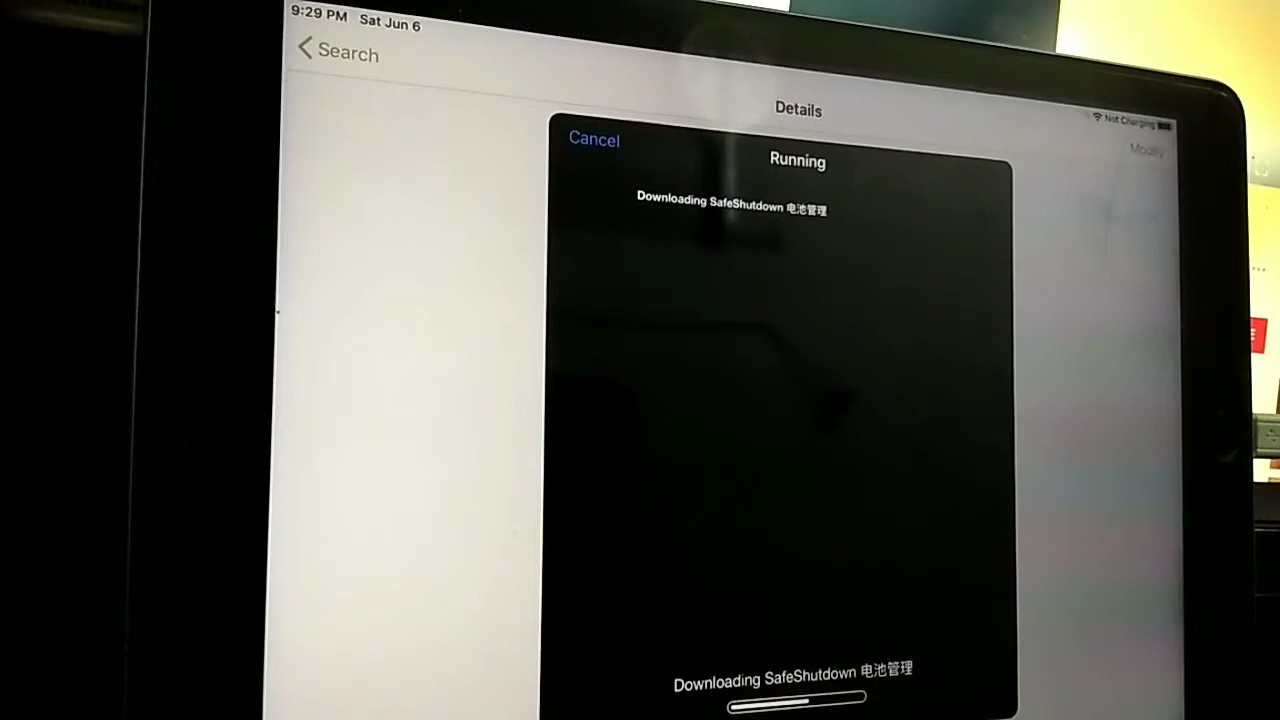 9:29 PM Sat Jun 6
Not Charging
Search
Details
Modify
Cancel
Running
Downloading SafeShutdown 电池管理
Downloading SafeShutdown 电池管理